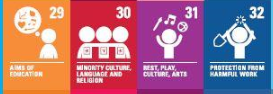 29
AIMS OF
EDUCATION
30
MINORITY CULTURE,
LANGUAGE AND
RELIGION
31
REST, PLAY,
CULTURE, ARTS
32
PROTECTION FROM
HARMFUL WORK